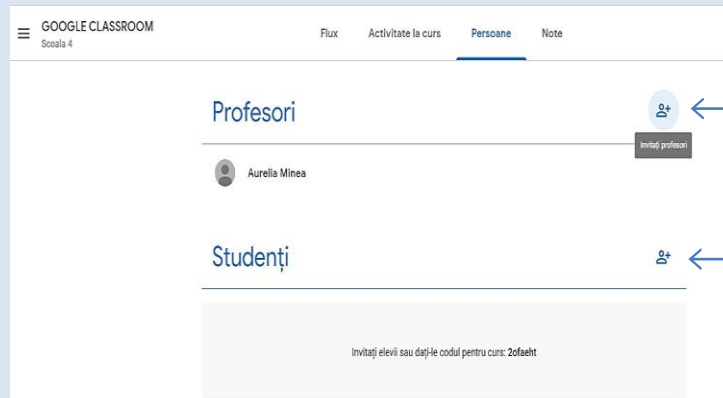 GOOGLE CLASSROOM
Scoala 4
Flux Activitate la curs Persoane Note
Profesori
Invitați profesori
Aurelia Minea
Studenți
Invitați elevii sau dați-le codul pentru curs: 2ofaeht